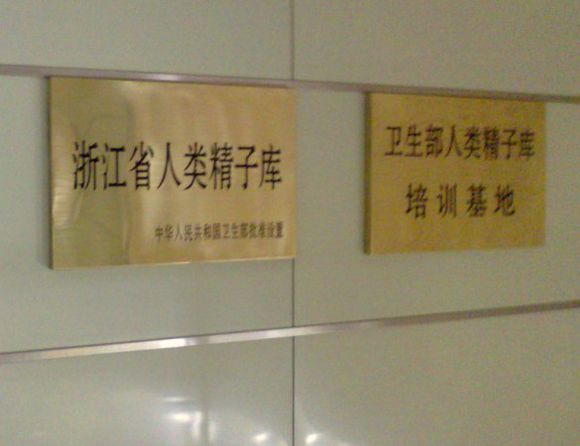 浙江省人类精子库
中华人民共和国卫生部批准设置
卫生部人类精子库
培训基地